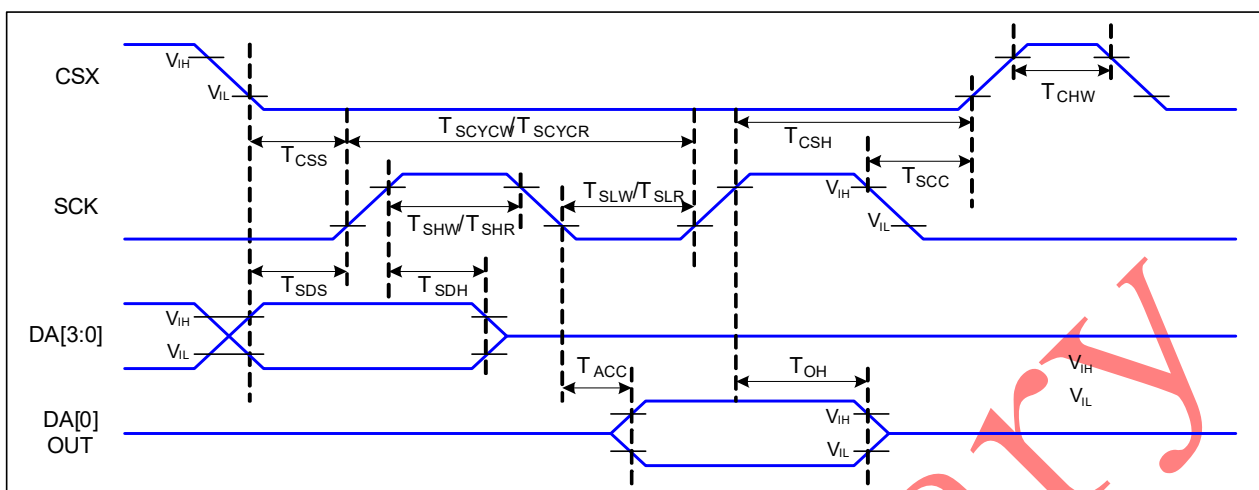 CSX
VIH
VIL
TCHW
TSCYCW/TSCYCR
TCSS
TCSH
TSCC
SCK
TSLW/TSLR
VIH
VIL
TSHW/TSHR
TSDS
TSDH
DA[3:0]
VIH
VIL
VIH
VIL
TACC
TOH
DA[0]
OUT
VIH
VIL
ry